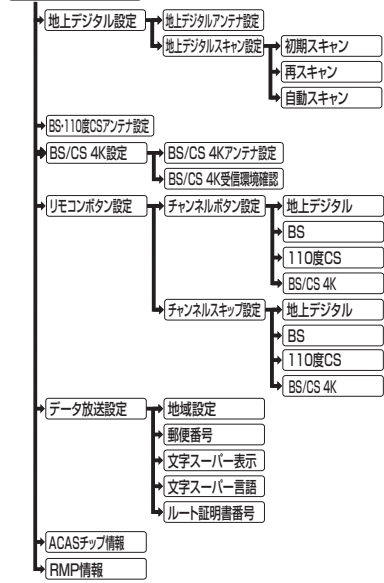 地上デジタル設定
地上デジタルアンテナ設定
地上デジタルスキャン設定
初期スキャン
再スキャン
自動スキャン
BS・110度CSアンテナ設定
BS/CS 4K設定
BS/CS 4Kアンテナ設定
BS/CS 4K受信環境確認
リモコンボタン設定
チャンネルボタン設定
地上デジタル
BS
110度CS
BS/CS 4K
チャンネルスキップ設定
地上デジタル
BS
110度CS
BS/CS 4K
データ放送設定
地域設定
郵便番号
文字スーパー表示
文字スーパー言語
ルート証明書番号
ACASチップ情報
RMP情報